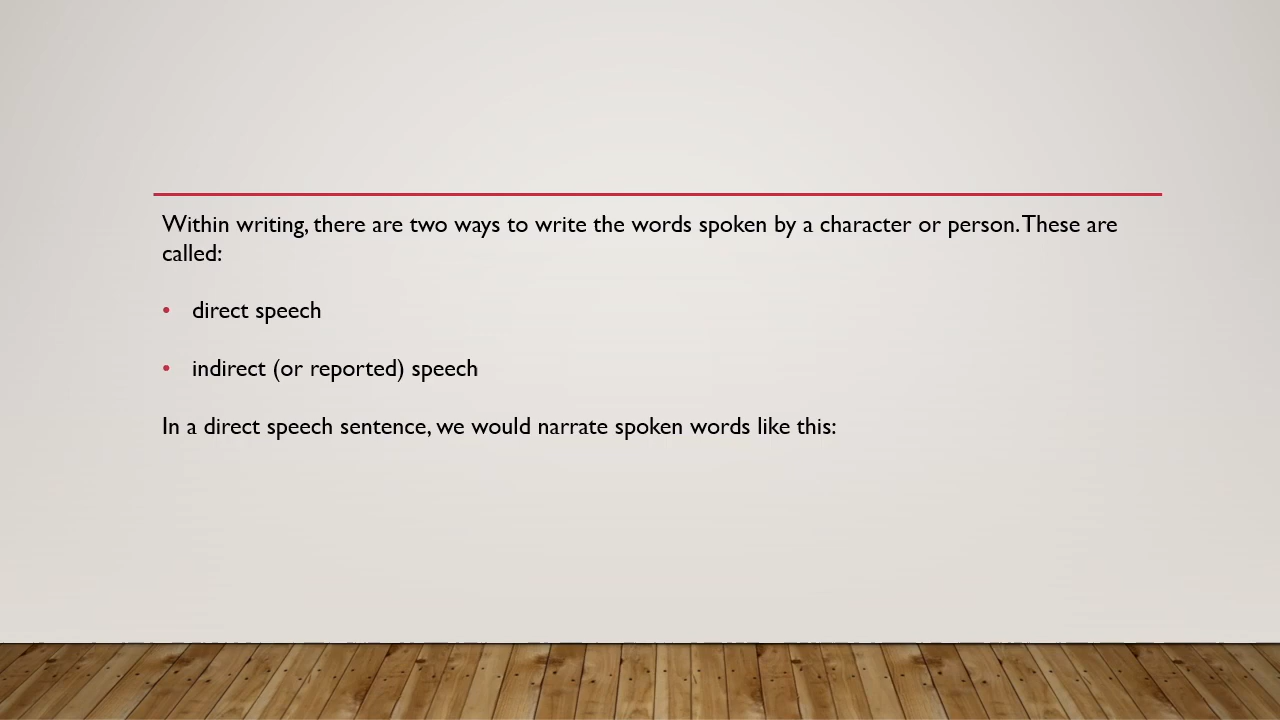 Within writing, there are two ways to write the words spoken by a character or person. These are
called:
• direct speech
• indirect (or reported) speech
In a direct speech sentence, we would narrate spoken words like this: